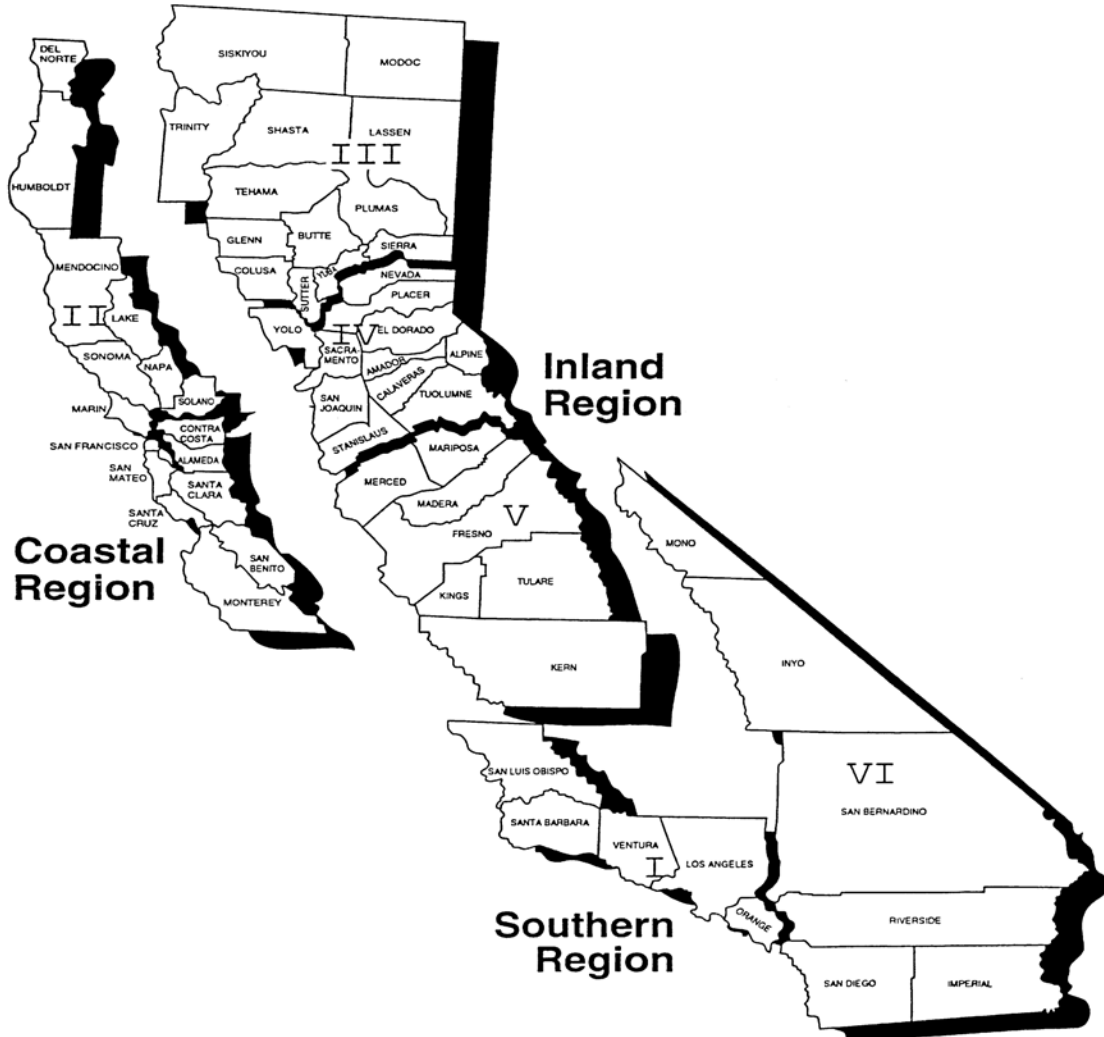 DEL
NORTE
SISKIYOU
MODOC
TRINITY
SHASTA
LASSEN
III
HUMBOLDT
TEHAMA
PLUMAS
GLENN
BUTTE
SIERRA
MENDOCINO
COLUSA
SUTTER
YUBA
NEVADA
PLACER
II
LAKE
YOLO
IV
EL DORADO
SONOMA
NAPA
SACRA-
MENTO
AMADOR
ALPINE
CALAVERAS
TUOLUMNE
Inland
Region
MARIN
SOLANO
SAN
JOAQUIN
CONTRA
COSTA
STANISLAUS
SAN FRANCISCO
ALAMEDA
MARIPOSA
SAN
MATEO
SANTA
CLARA
MERCED
MADERA
SANTA
CRUZ
V
FRESNO
MONO
Coastal
Region
SAN
BENITO
MONTEREY
KINGS
TULARE
KERN
INYO
SAN LUIS OBISPO
VI
SAN BERNARDINO
SANTA BARBARA
VENTURA
I
LOS ANGELES
Southern
Region
ORANGE
RIVERSIDE
SAN DIEGO
IMPERIAL